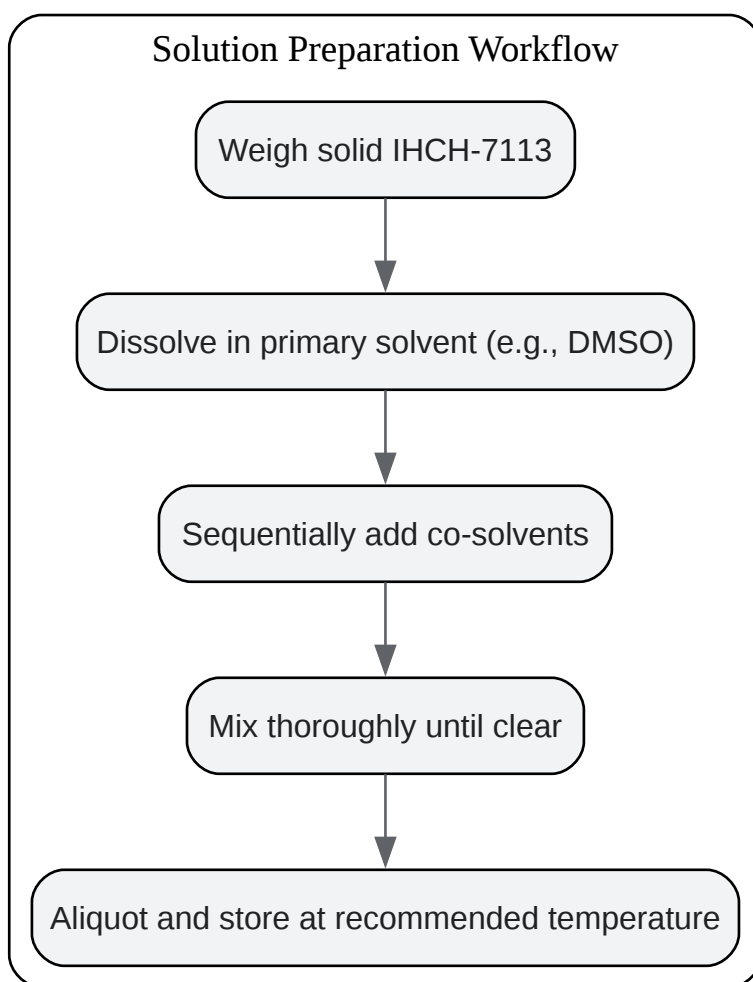 Solution Preparation Workflow
Weigh solid IHCH-7113
Dissolve in primary solvent (e.g., DMSO)
Sequentially add co-solvents
Mix thoroughly until clear
Aliquot and store at recommended temperature